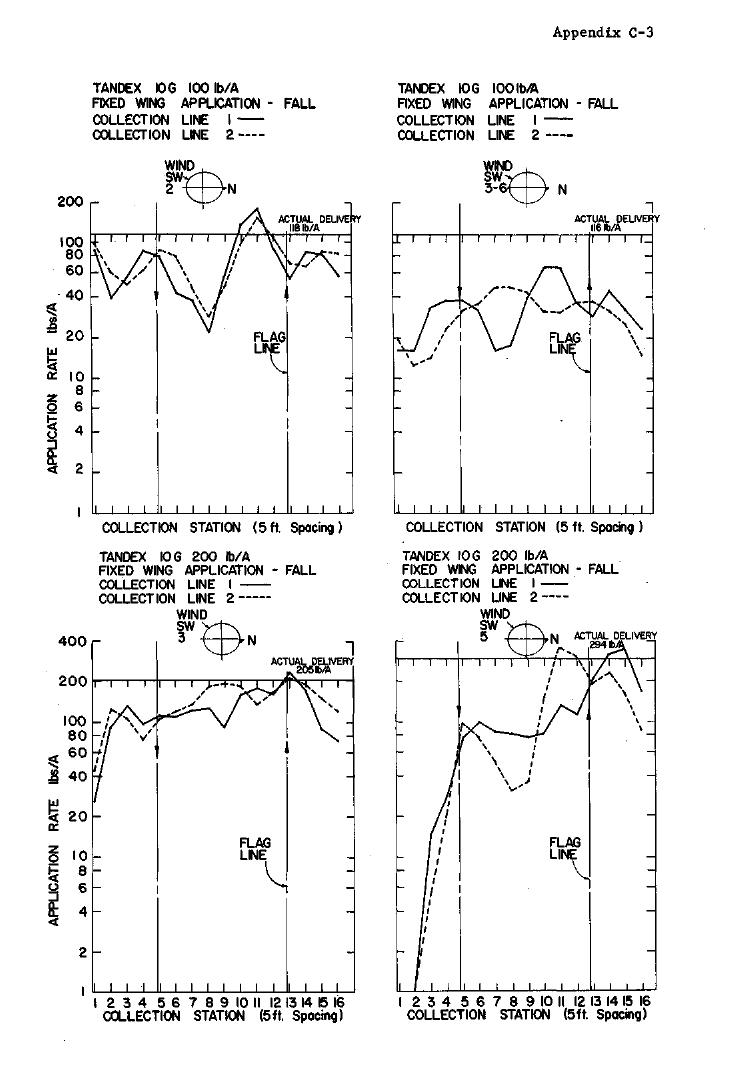 Appendix C-3
TANDEX 10G 100 lb/A
FIXED WING APPLICATION - FALL
COLLECTION LINE 1 ——
COLLECTION LINE 2 ----
WIND
SW
2
N
ACTUAL DELIVERY
118 lb/A
200
100
80
60
40
20
10
8
6
4
2
1
APPLICATION RATE lbs/A
FLAG
LINE
COLLECTION STATION (5 ft. Spacing)
TANDEX 10G 100 lb/A
FIXED WING APPLICATION - FALL
COLLECTION LINE 1 ——
COLLECTION LINE 2 ----
WIND
SW
3-6
N
ACTUAL DELIVERY
116 lb/A
FLAG
LINE
COLLECTION STATION (5 ft. Spacing)
TANDEX 10G 200 lb/A
FIXED WING APPLICATION - FALL
COLLECTION LINE 1 ——
COLLECTION LINE 2 -----
WIND
SW
3
N
ACTUAL DELIVERY
205 lb/A
400
200
100
80
60
40
20
10
8
6
4
2
1
APPLICATION RATE lbs/A
FLAG
LINE
1 2 3 4 5 6 7 8 9 10 11 12 13 14 15 16
COLLECTION STATION (5 ft. Spacing)
TANDEX 10G 200 lb/A
FIXED WING APPLICATION - FALL
COLLECTION LINE 1 ——
COLLECTION LINE 2 ----
WIND
SW
5
N
ACTUAL DELIVERY
294 lb/A
FLAG
LINE
1 2 3 4 5 6 7 8 9 10 11 12 13 14 15 16
COLLECTION STATION (5 ft. Spacing)